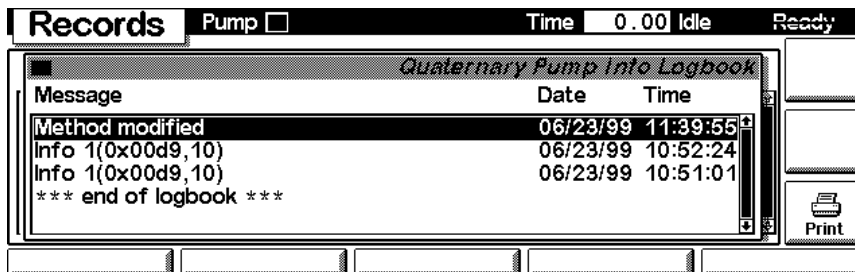 Records Pump Time 0.00 Idle Ready
Quaternary Pump Info Logbook
Message Date Time
Method modified 06/23/99 11:39:55
Info 1(0x00d9,10) 06/23/99 10:52:24
Info 1(0x00d9,10) 06/23/99 10:51:01
*** end of logbook ***
Print